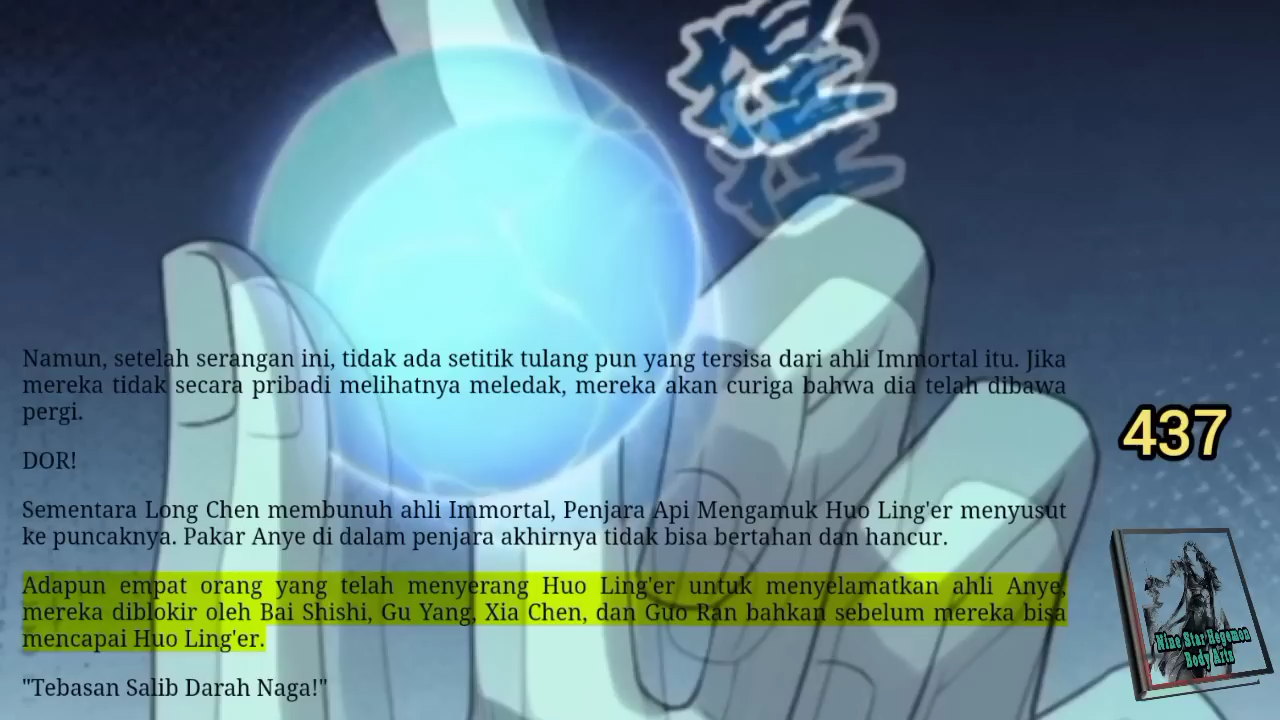 Namun, setelah serangan ini, tidak ada setitik tulang pun yang tersisa dari ahli Immortal itu. Jika
mereka tidak secara pribadi melihatnya meledak, mereka akan curiga bahwa dia telah dibawa
pergi.
DOR!
Sementara Long Chen membunuh ahli Immortal, Penjara Api Mengamuk Huo Ling'er menyusut
ke puncaknya. Pakar Anye di dalam penjara akhirnya tidak bisa bertahan dan hancur.
Adapun empat orang yang telah menyerang Huo Ling'er untuk menyelamatkan ahli Anye,
mereka diblokir oleh Bai Shishi, Gu Yang, Xia Chen, dan Guo Ran bahkan sebelum mereka bisa
mencapai Huo Ling'er.
"Tebasan Salib Darah Naga!"
437
Nine Star Hegemon
Body Arts